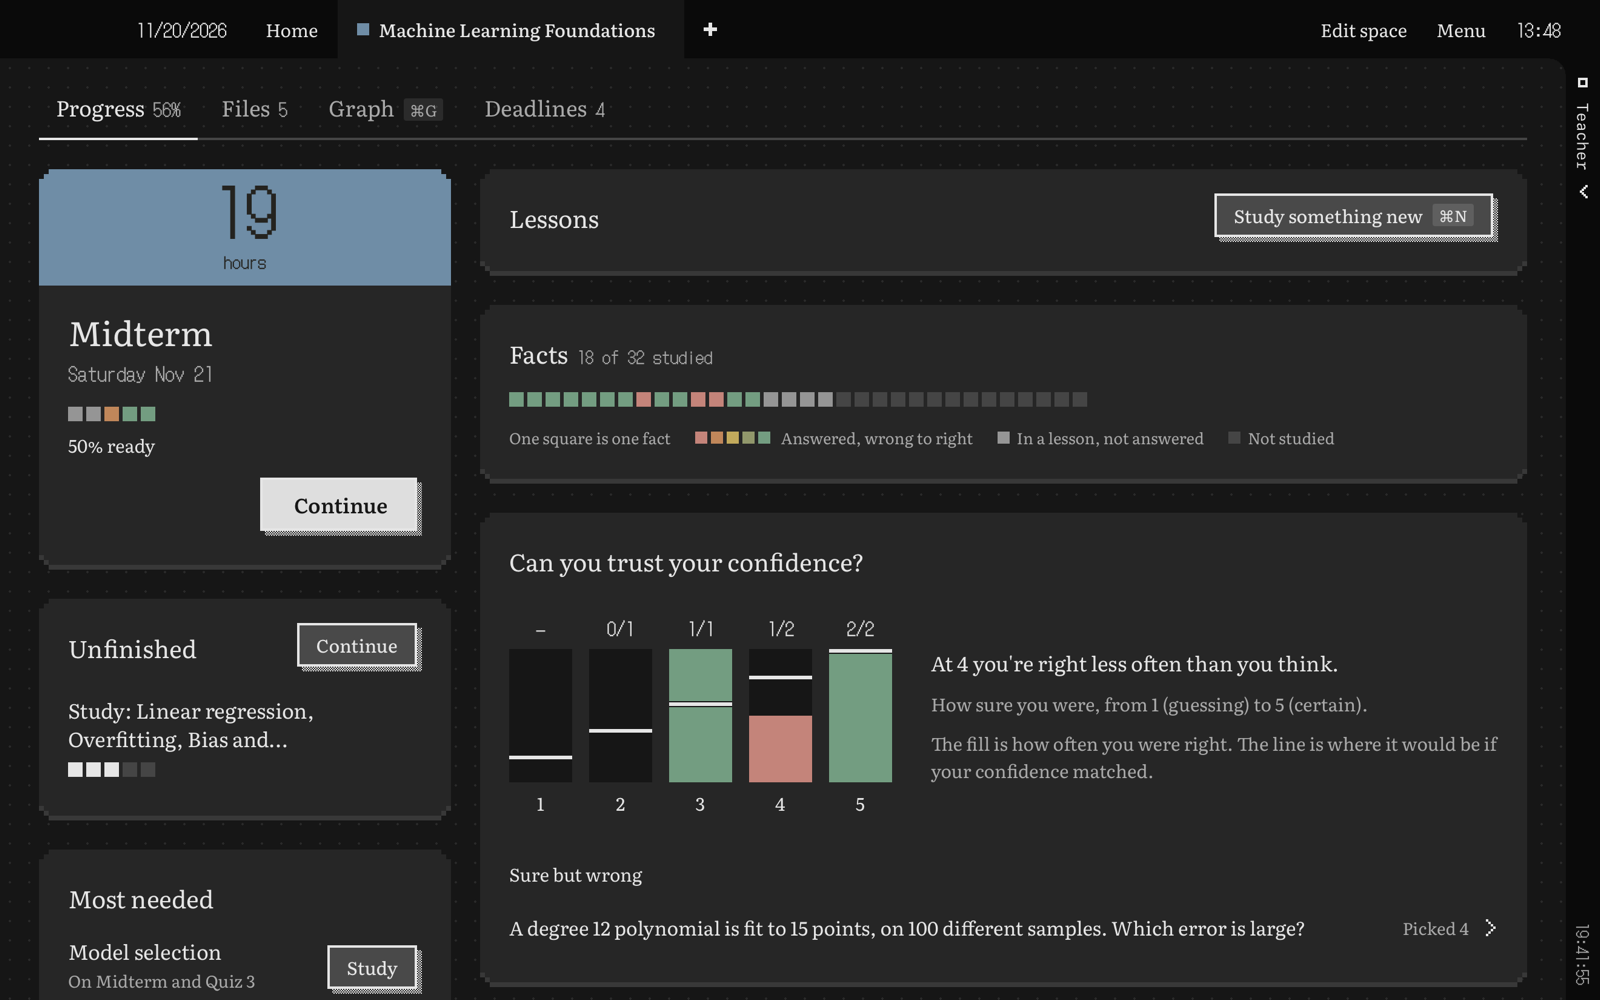 11/20/2026
Home
Machine Learning Foundations
Edit space
Menu
13:48
Progress 56%
Files 5
Graph ⌘G
Deadlines 4
Teacher
19
hours
Midterm
Saturday Nov 21
50% ready
Continue
Unfinished
Continue
Study: Linear regression,
Overfitting, Bias and...
Most needed
Model selection
On Midterm and Quiz 3
Study
Lessons
Study something new ⌘N
Facts 18 of 32 studied
One square is one fact
Answered, wrong to right
In a lesson, not answered
Not studied
Can you trust your confidence?
– 0/1 1/1 1/2 2/2
1 2 3 4 5
At 4 you're right less often than you think.
How sure you were, from 1 (guessing) to 5 (certain).
The fill is how often you were right. The line is where it would be if
your confidence matched.
Sure but wrong
A degree 12 polynomial is fit to 15 points, on 100 different samples. Which error is large?
Picked 4
19:41:55